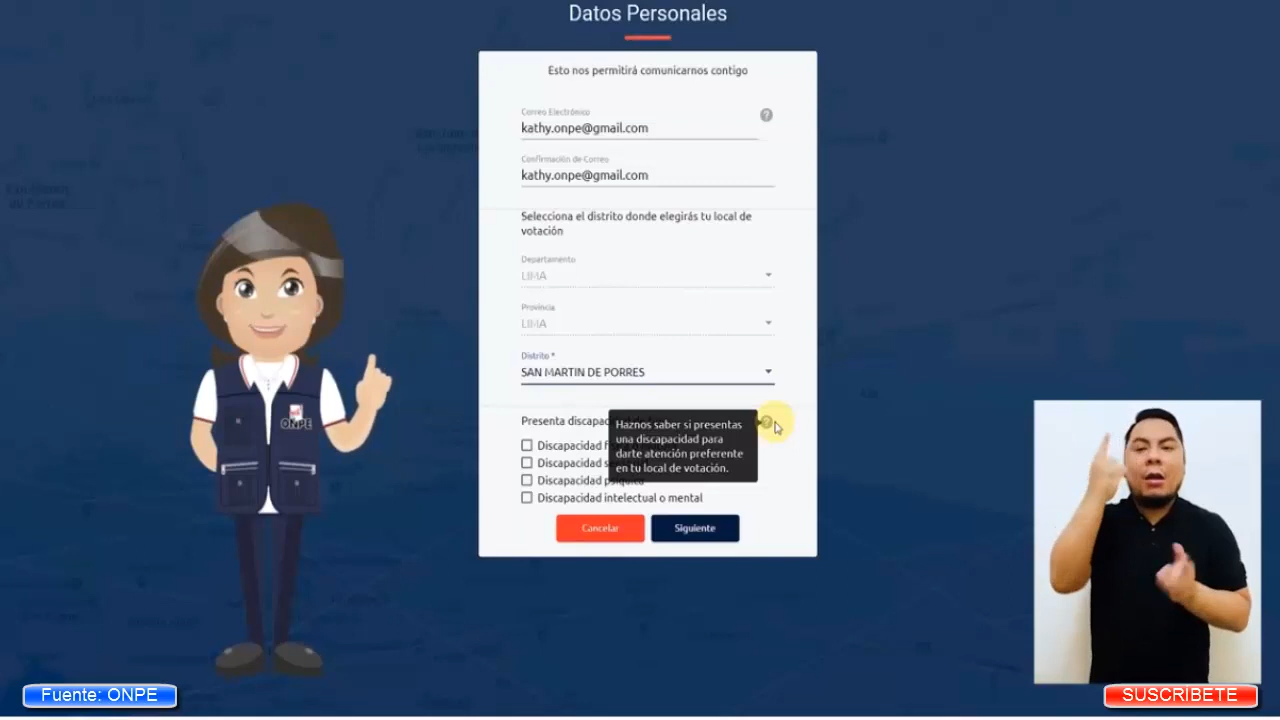 Datos Personales
Esto nos permitirá comunicarnos contigo
Correo Electrónico
?
kathy.onpe@gmail.com
Confirmación de Correo
kathy.onpe@gmail.com
Selecciona el distrito donde elegirás tu local de
votación
Departamento
LIMA
Provincia
LIMA
Distrito *
SAN MARTIN DE PORRES
Presenta
?
Haznos saber si presentas
una discapacidad para
darte atención preferente
en tu local de votación.
Discapacidad
Discapacidad
Discapacidad
Discapacidad intelectual o mental
Cancelar
Siguiente
ONPE
Fuente: ONPE
SUSCRIBETE